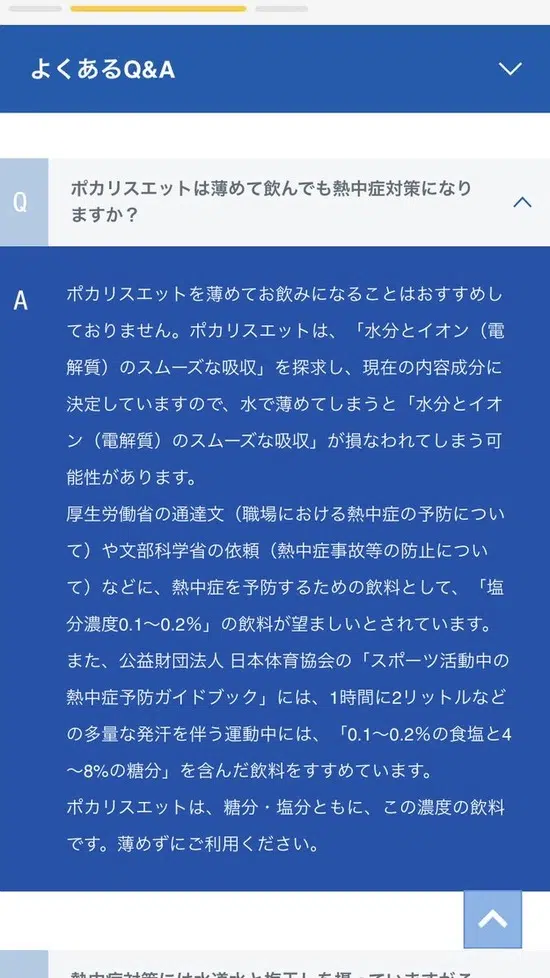 よくあるQ&A
Q
ポカリスエットは薄めて飲んでも熱中症対策になり
ますか？
A
ポカリスエットを薄めてお飲みになることはおすすめし
ておりません。ポカリスエットは、「水分とイオン（電
解質）のスムーズな吸収」を探求し、現在の内容成分に
決定していますので、水で薄めてしまうと「水分とイオ
ン（電解質）のスムーズな吸収」が損なわれてしまう可
能性があります。
厚生労働省の通達文（職場における熱中症の予防につい
て）や文部科学省の依頼（熱中症事故等の防止につい
て）などに、熱中症を予防するための飲料として、「塩
分濃度0.1〜0.2％」の飲料が望ましいとされています。
また、公益財団法人 日本体育協会の「スポーツ活動中の
熱中症予防ガイドブック」には、1時間に2リットルなど
の多量な発汗を伴う運動中には、「0.1〜0.2％の食塩と4
〜8%の糖分」を含んだ飲料をすすめています。
ポカリスエットは、糖分・塩分ともに、この濃度の飲料
です。薄めずにご利用ください。